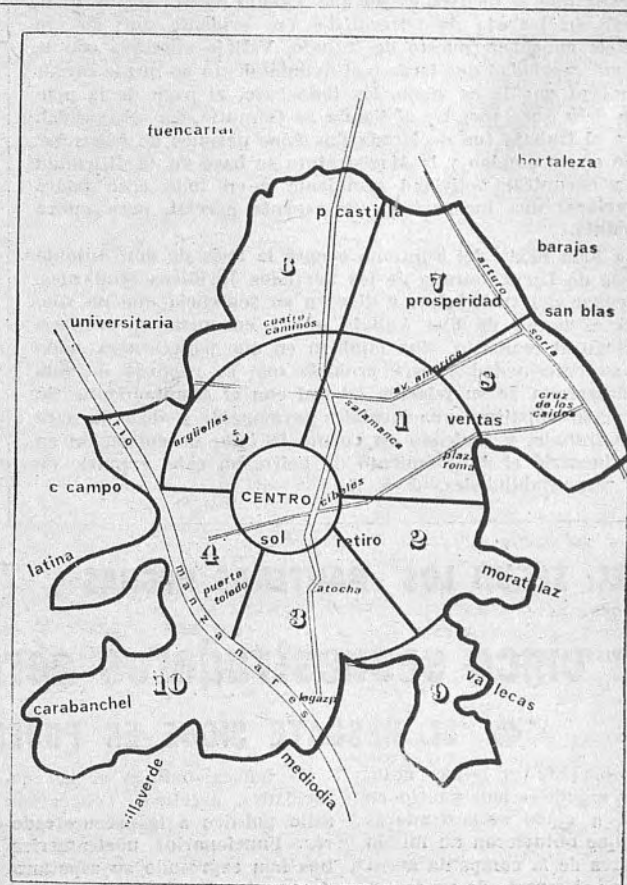 fuencarral
hortaleza
p castilla
barajas
6
7
arturo
prosperidad
san blas
universitaria
cuatro caminos
soria
av. america
5
cruz
de los
caidos
1
salamanca
ventas
argüelles
5
rio
plaza
roma
c campo
CENTRO
cibeles
2
sol
retiro
4
latina
puerta
toledo
atocha
moratalaz
manzanares
3
10
legazpi
9
vallecas
carabanchel
villaverde
mediodia